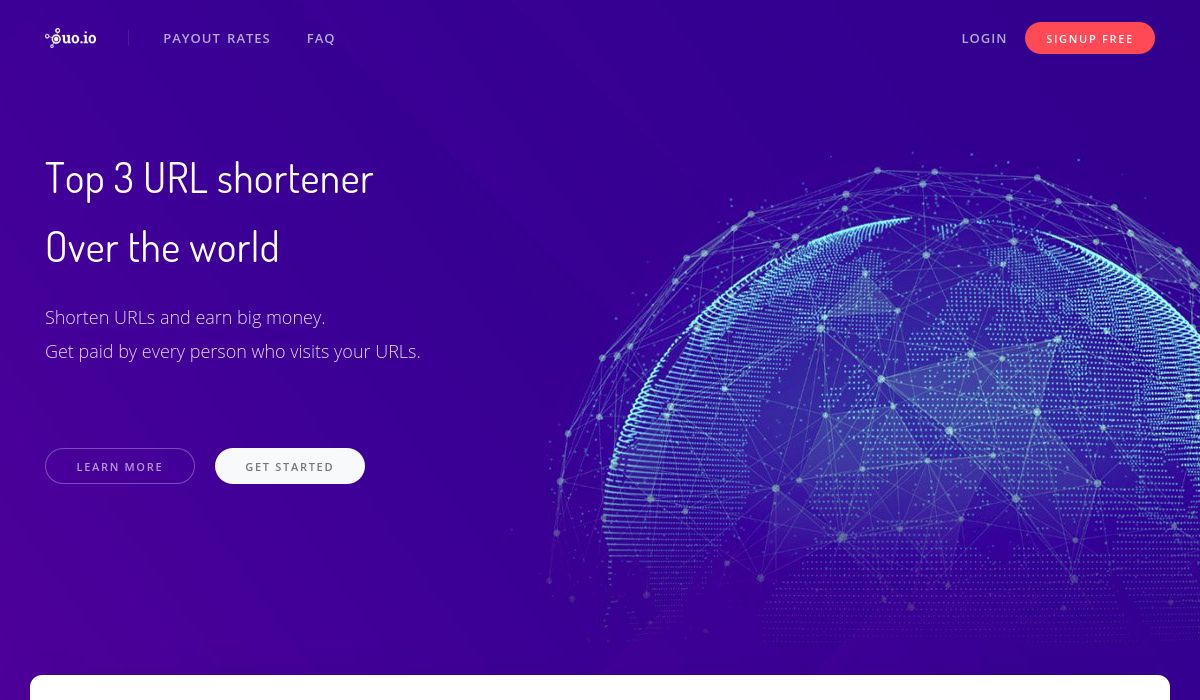 uo.io
PAYOUT RATES
FAQ
LOGIN
SIGNUP FREE
Top 3 URL shortener
Over the world
Shorten URLs and earn big money.
Get paid by every person who visits your URLs.
LEARN MORE
GET STARTED